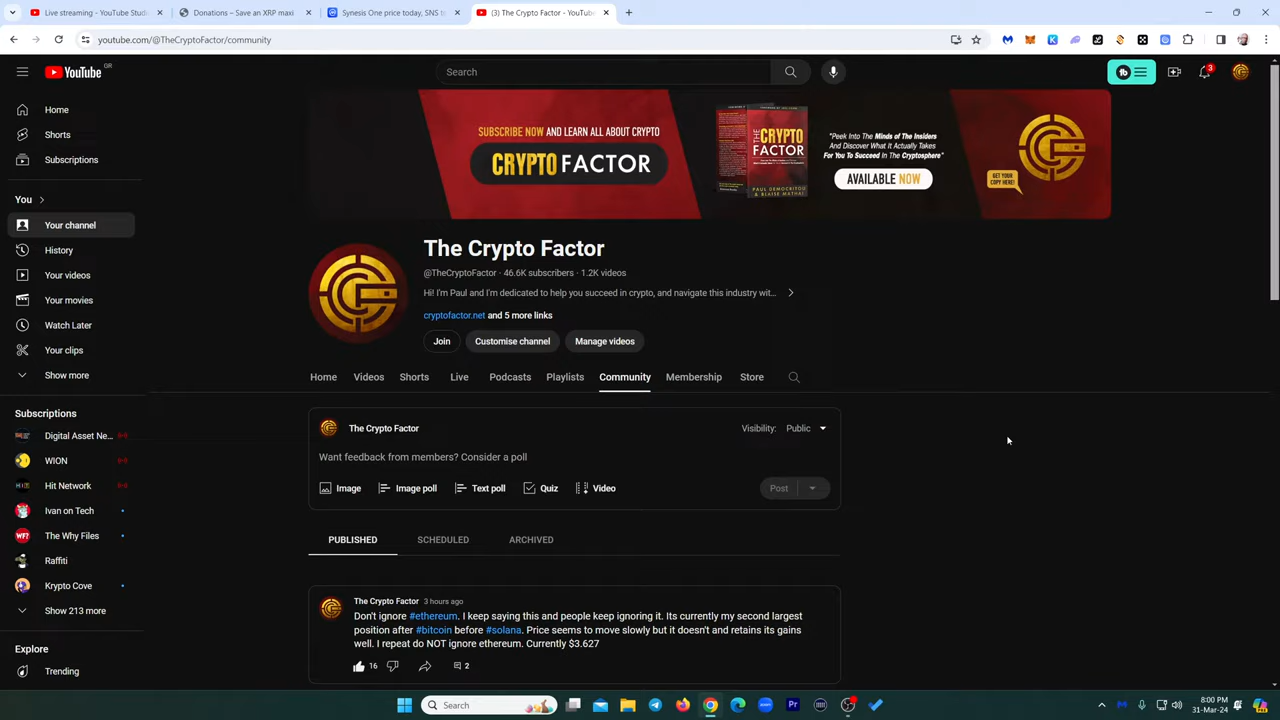 Live streaming - YouTube Studi
Donations – Save an XRP maxi
Synesis One price today, SNS t
(3) The Crypto Factor - YouTube
youtube.com/@TheCryptoFactor/community
YouTube GR
Search
tb
3
Home
Shorts
Subscriptions
You
Your channel
History
Your videos
Your movies
Watch Later
Your clips
Show more
Subscriptions
Digital Asset Ne...
WION
Hit Network
Ivan on Tech
The Why Files
Raffiti
Krypto Cove
Show 213 more
Explore
Trending
SUBSCRIBE NOW AND LEARN ALL ABOUT CRYPTO
CRYPTO FACTOR
THE
CRYPTO
FACTOR
PAUL DEMOCRITOU
& BLAISE MATHAI
"Peek Into The Minds of The Insiders
And Discover What It Actually Takes
For You To Succeed In The Cryptosphere"
AVAILABLE NOW
GET YOUR
COPY HERE!
The Crypto Factor
@TheCryptoFactor · 46.6K subscribers · 1.2K videos
Hi! I'm Paul and I'm dedicated to help you succeed in crypto, and navigate this industry wit...
cryptofactor.net and 5 more links
Join Customise channel Manage videos
Home Videos Shorts Live Podcasts Playlists Community Membership Store
The Crypto Factor
Visibility: Public
Want feedback from members? Consider a poll
Image Image poll Text poll Quiz Video Post
PUBLISHED SCHEDULED ARCHIVED
The Crypto Factor 3 hours ago
Don't ignore #ethereum. I keep saying this and people keep ignoring it. Its currently my second largest
position after #bitcoin before #solana. Price seems to move slowly but it doesn't and retains its gains
well. I repeat do NOT ignore ethereum. Currently $3.627
16 2
Search
8:00 PM
31-Mar-24